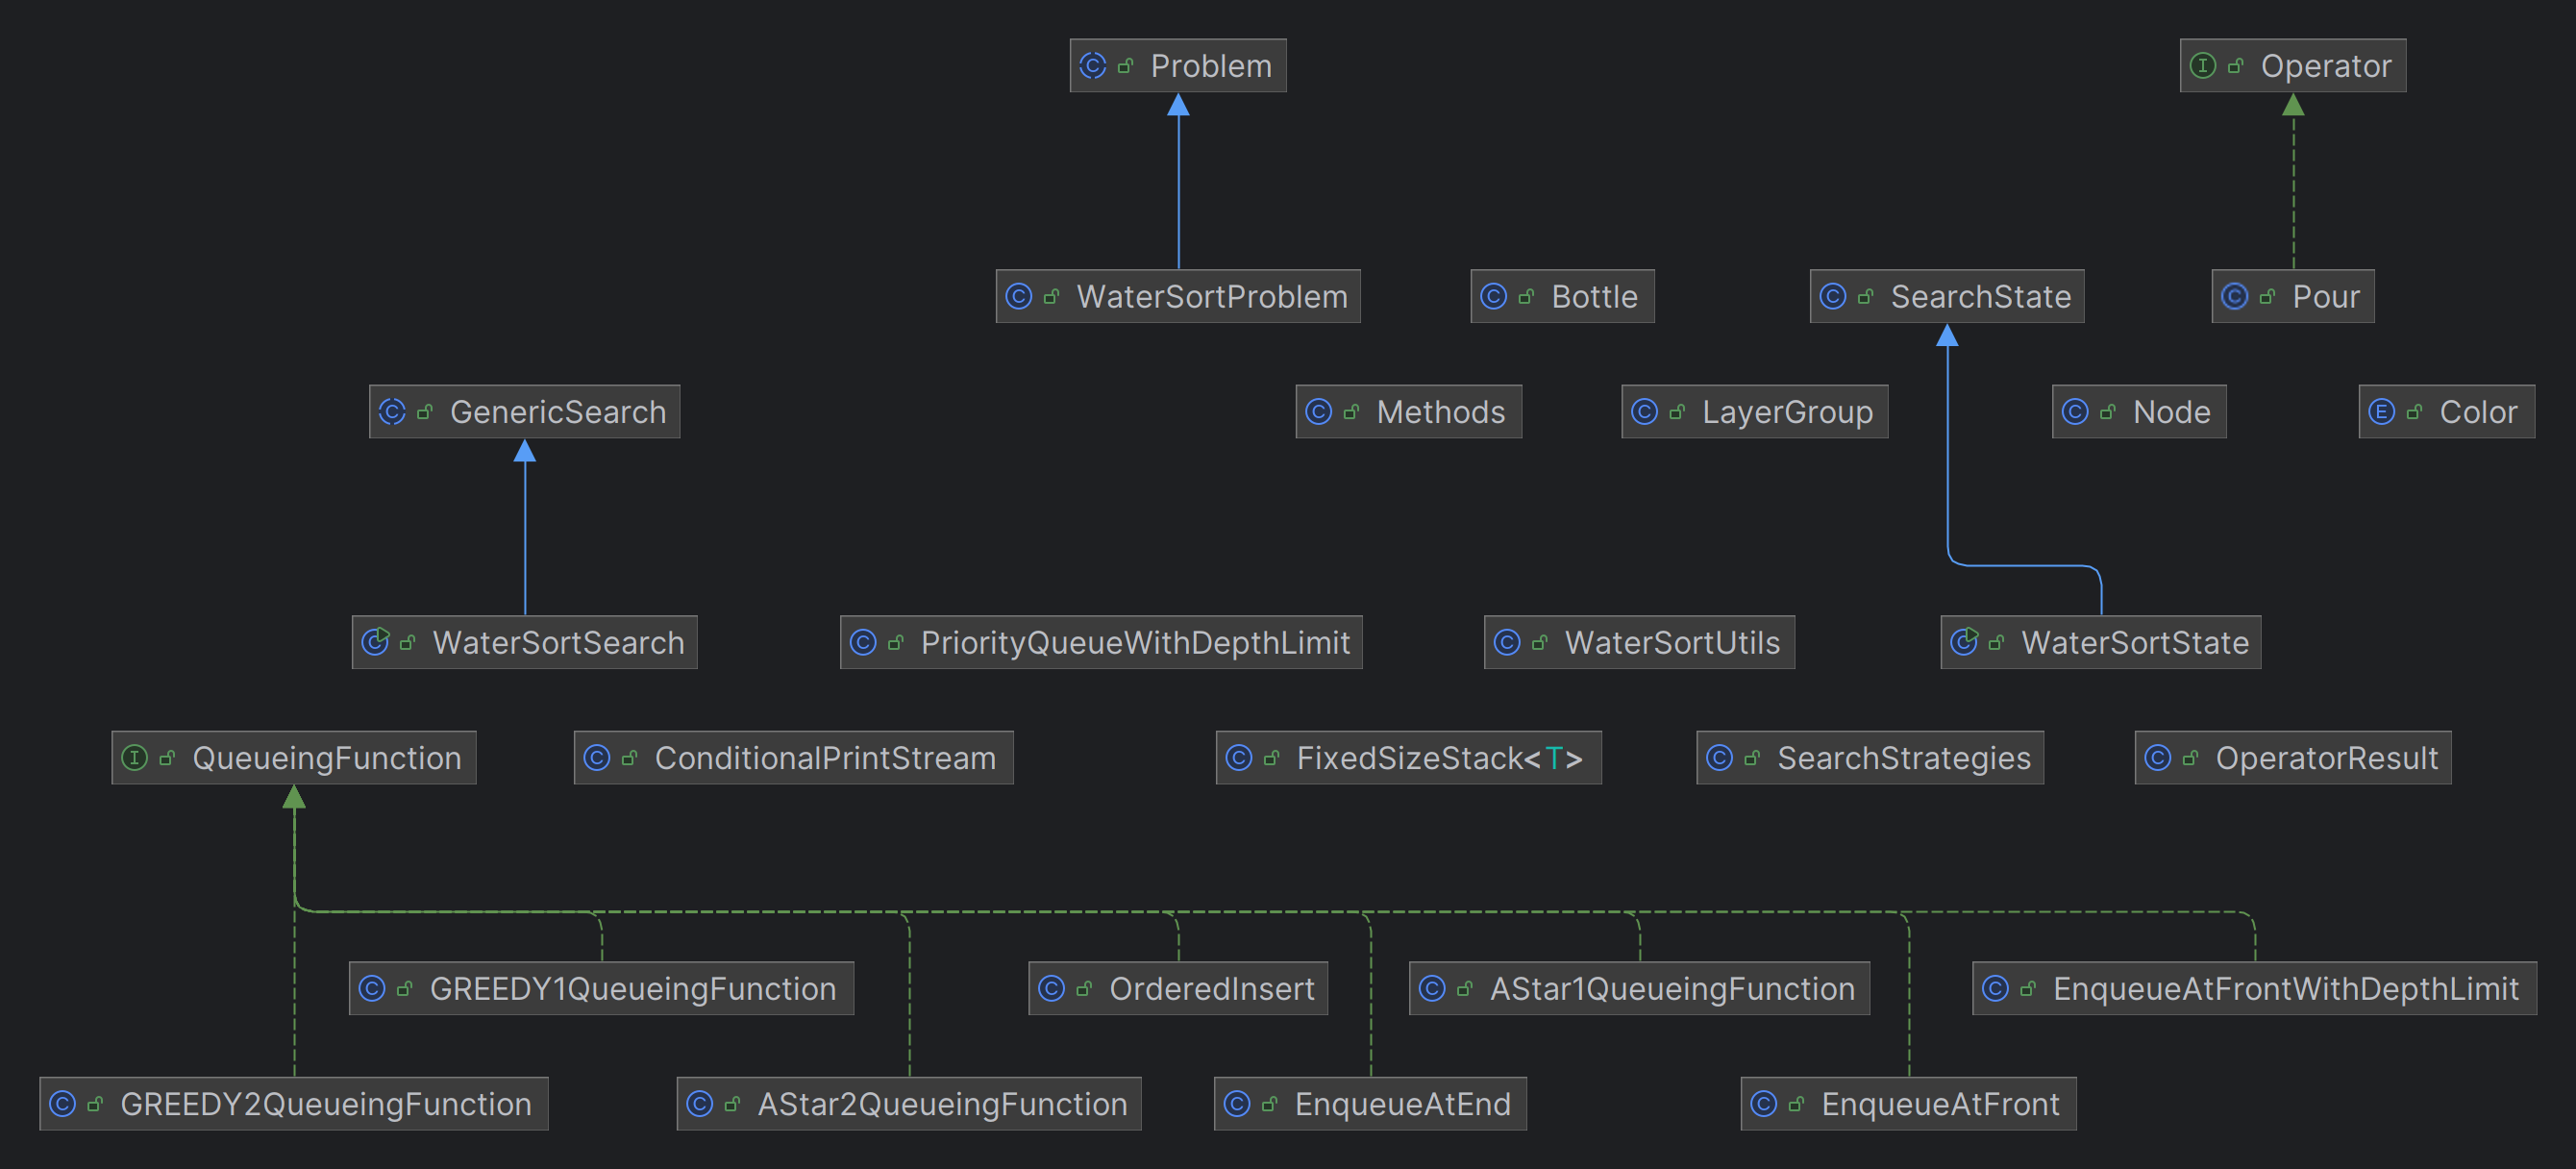 Problem
Operator
WaterSortProblem
Bottle
SearchState
Pour
GenericSearch
Methods
LayerGroup
Node
Color
WaterSortSearch
PriorityQueueWithDepthLimit
WaterSortUtils
WaterSortState
QueueingFunction
ConditionalPrintStream
FixedSizeStack<T>
SearchStrategies
OperatorResult
GREEDY1QueueingFunction
OrderedInsert
AStar1QueueingFunction
EnqueueAtFrontWithDepthLimit
GREEDY2QueueingFunction
AStar2QueueingFunction
EnqueueAtEnd
EnqueueAtFront